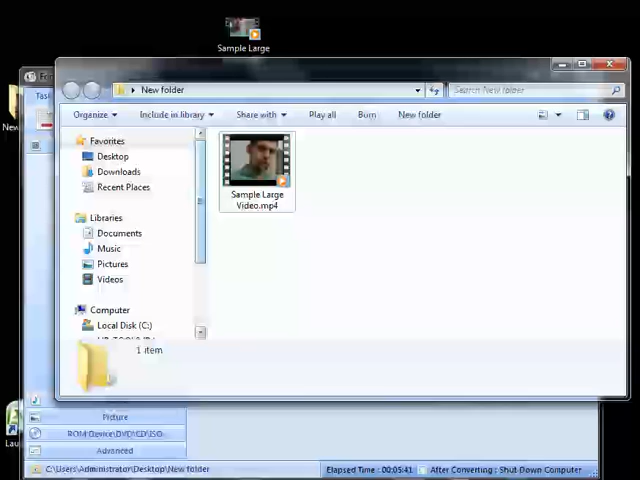 Sample Large
Task
New folder
Search New folder
Organize
Include in library
Share with
Play all
Burn
New folder
Favorites
Desktop
Downloads
Recent Places
Sample Large
Video.mp4
Libraries
Documents
Music
Pictures
Videos
Computer
Local Disk (C:)
1 item
Picture
ROM Device\DVD\CD\ISO
Advanced
C:\Users\Administrator\Desktop\New folder
Elapsed Time : 00:05:41
After Converting : Shut Down Computer